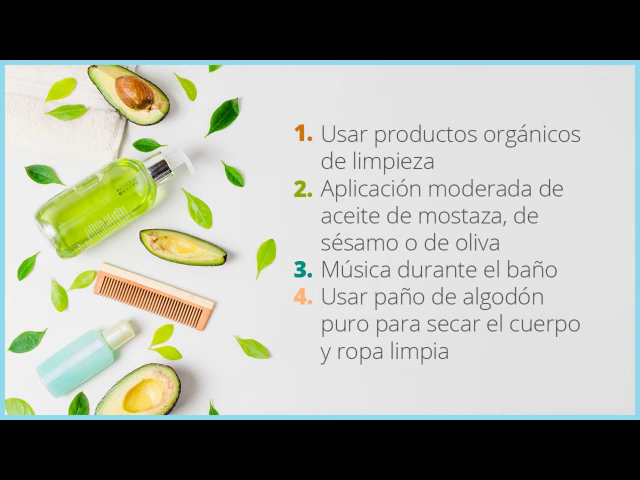 1. Usar productos orgánicos
de limpieza
2. Aplicación moderada de
aceite de mostaza, de
sésamo o de oliva
3. Música durante el baño
4. Usar paño de algodón
puro para secar el cuerpo
y ropa limpia